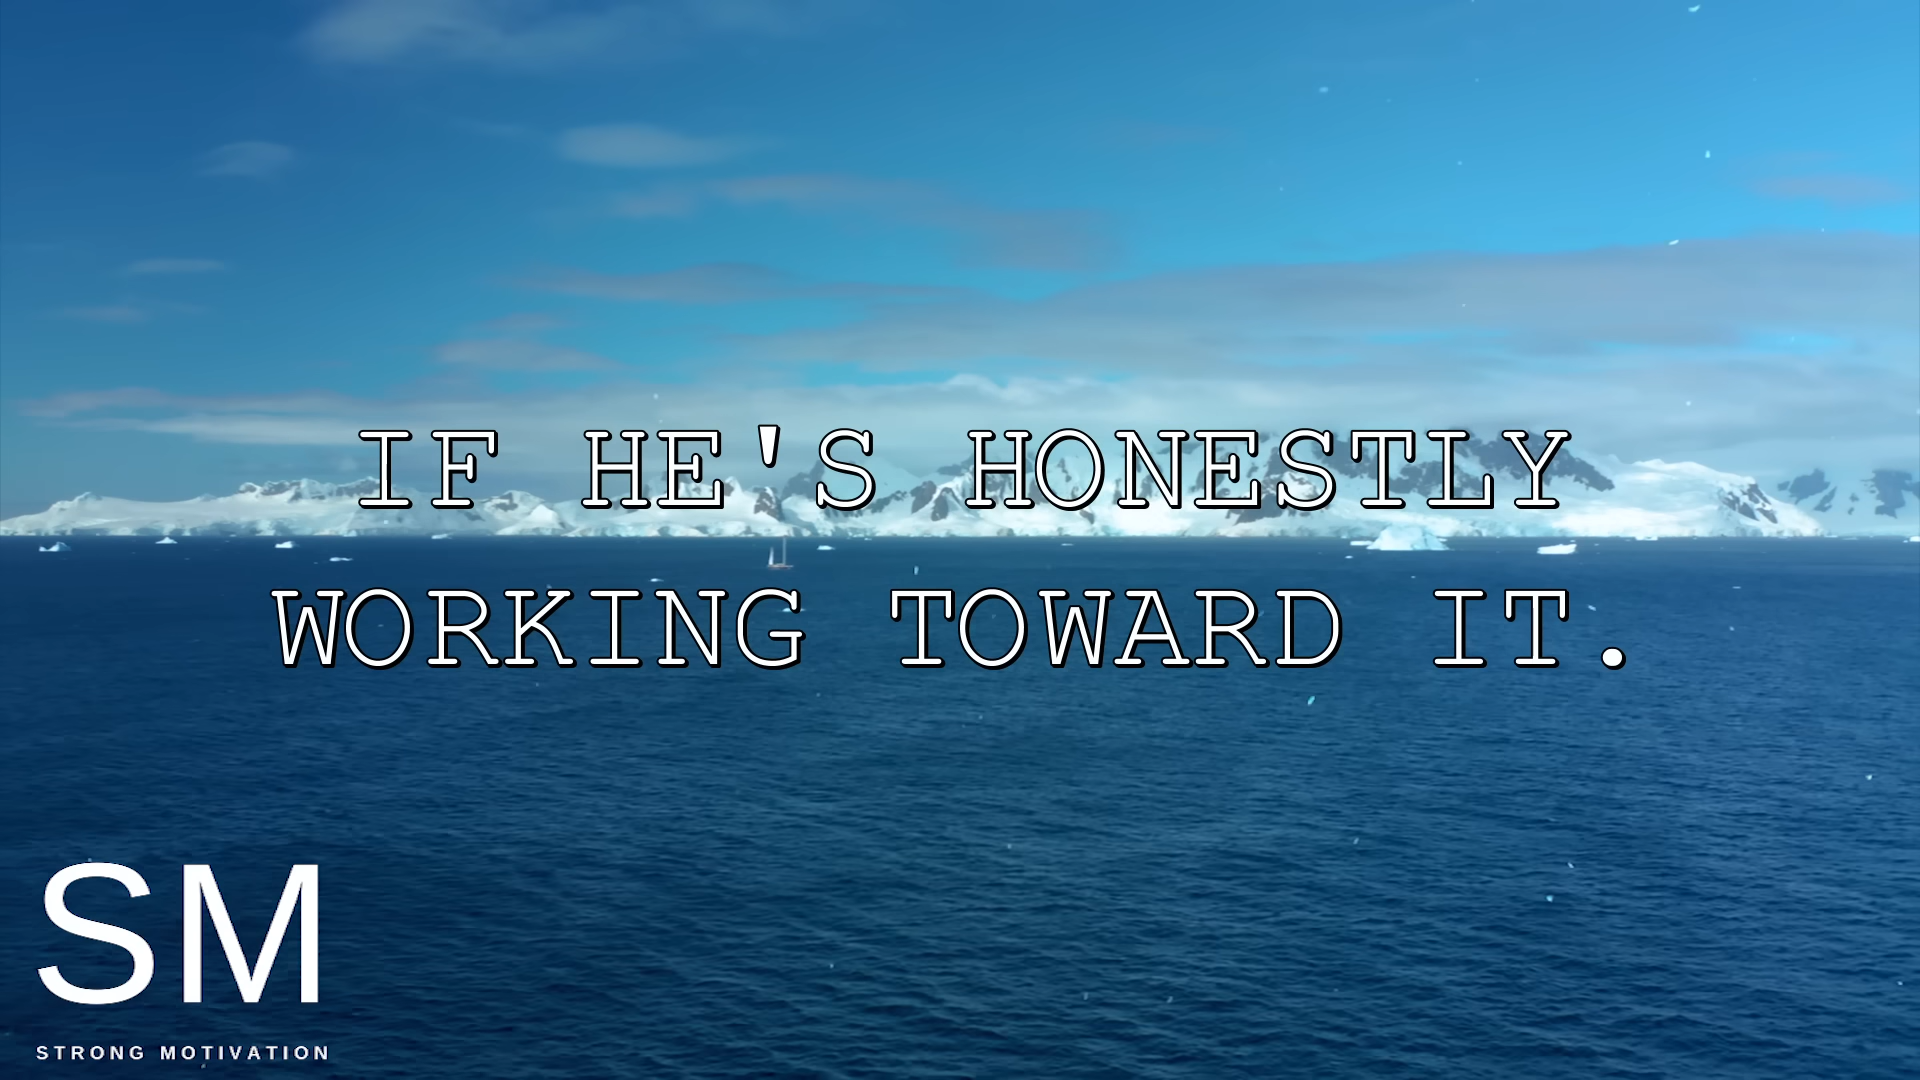 IF HE'S HONESTLY
WORKING TOWARD IT.
SM
STRONG MOTIVATION